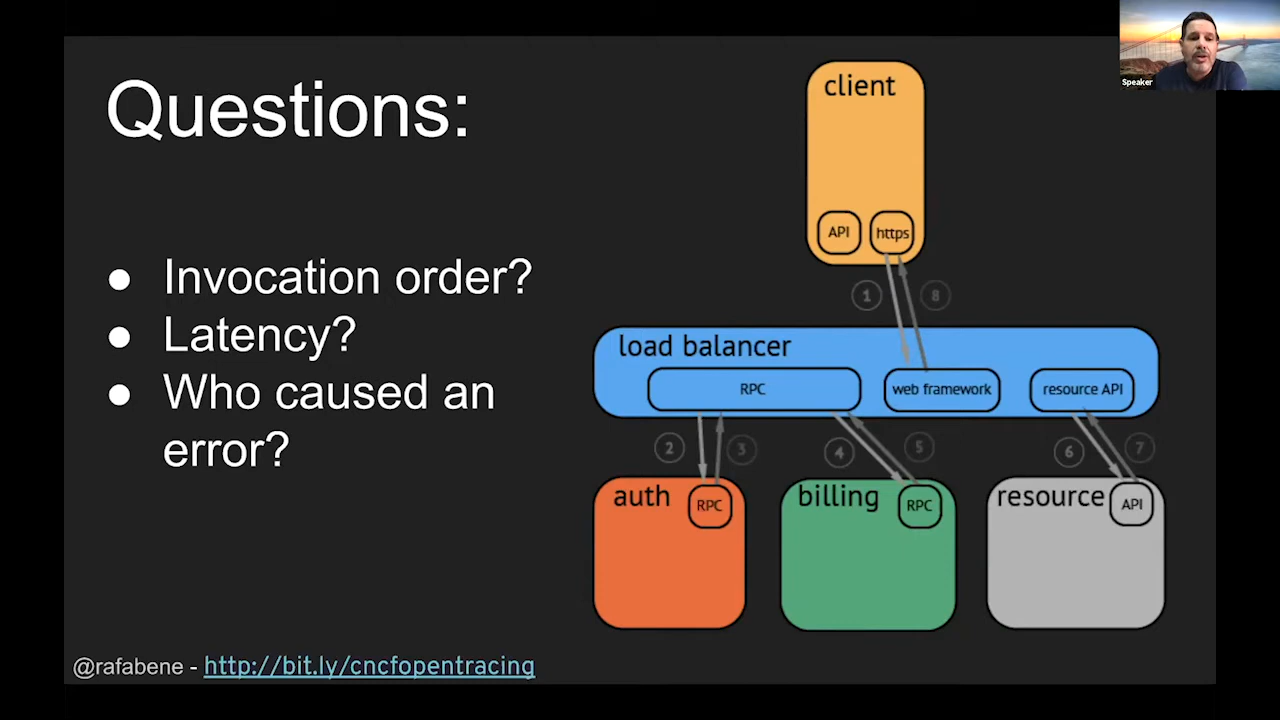 Speaker
Questions:
● Invocation order?
● Latency?
● Who caused an
error?
client
API
https
1
8
load balancer
RPC
web framework
resource API
2
3
4
5
6
7
auth
RPC
billing
RPC
resource
API
@rafabene - http://bit.ly/cncfopentracing